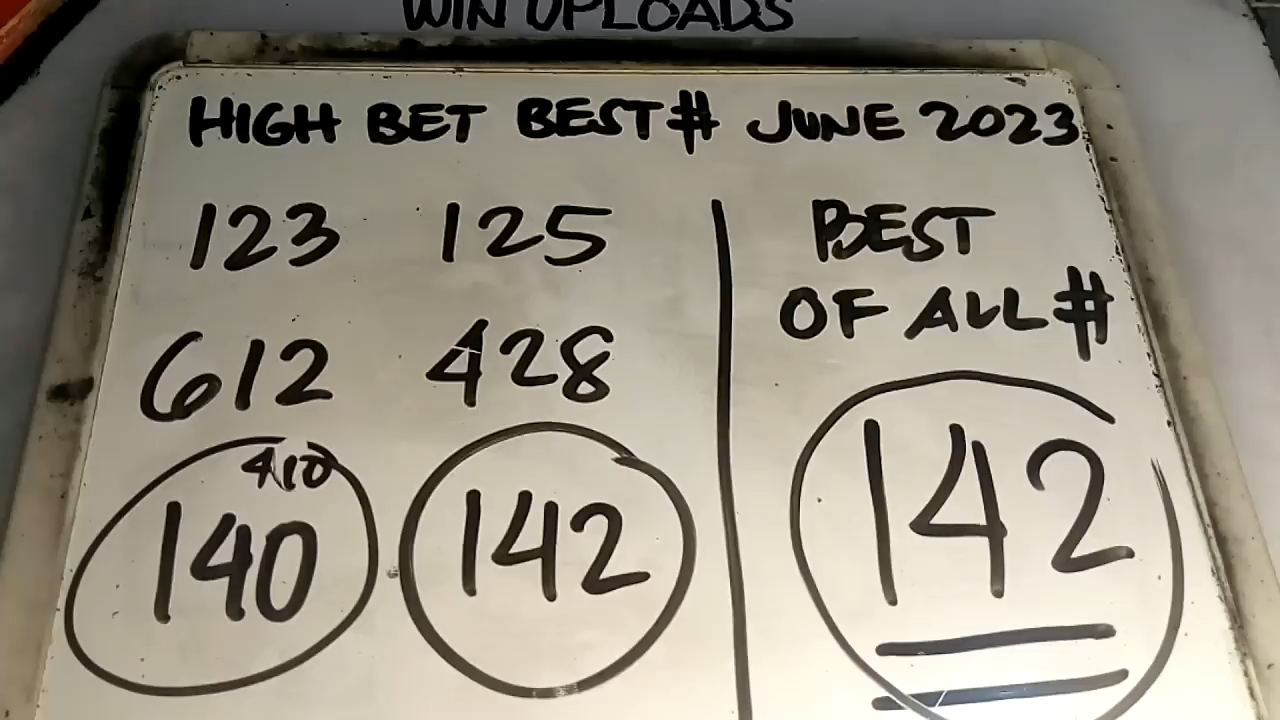 WIN UPLOADS
HIGH BET BEST# JUNE 2023
123 125
612 428
410
140 142
BEST
OF ALL #
142